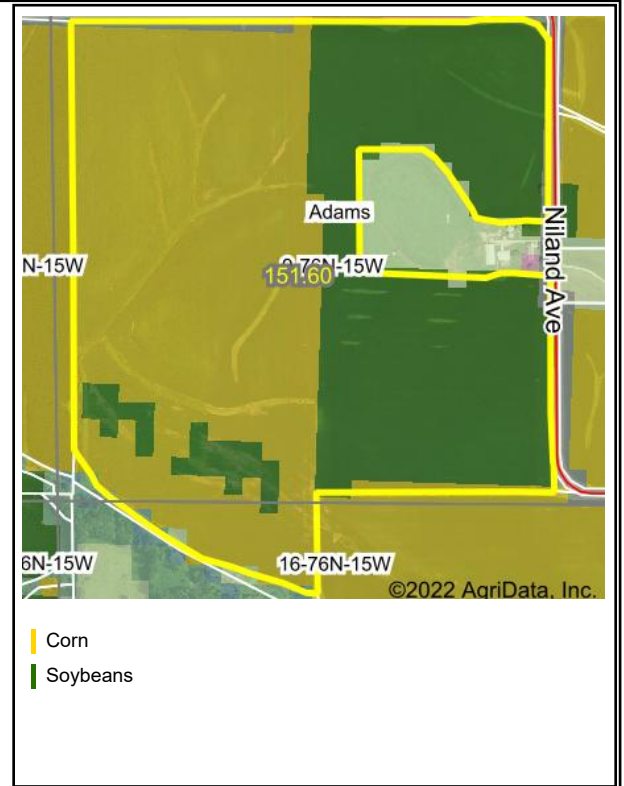 Adams
N-15W
9-76N-15W
151.60
Niland Ave
6N-15W
16-76N-15W
©2022 AgriData, Inc.
Corn
Soybeans